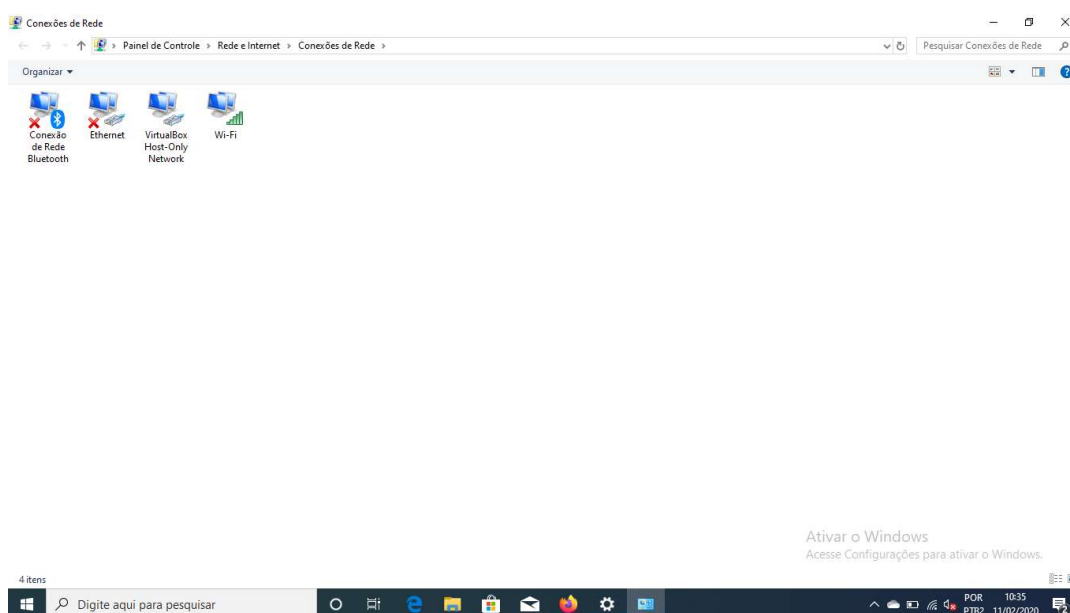 Conexões de Rede
Painel de Controle > Rede e Internet > Conexões de Rede >
Pesquisar Conexões de Rede
Organizar
Conexão
de Rede
Bluetooth
Ethernet
VirtualBox
Host-Only
Network
Wi-Fi
Ativar o Windows
Acesse Configurações para ativar o Windows.
4 itens
Digite aqui para pesquisar
POR
PTB2
10:35
11/02/2020